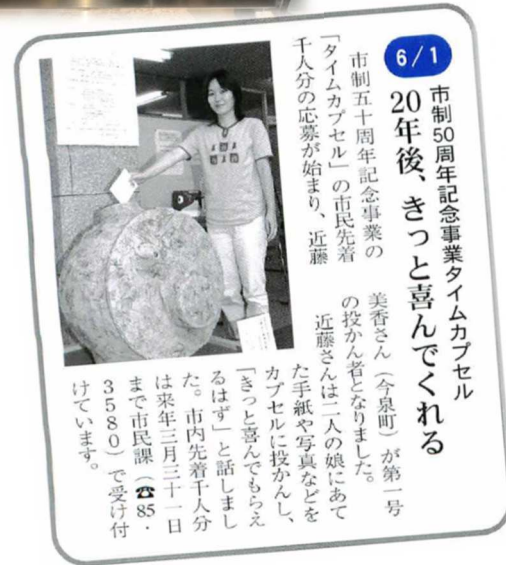 6/1
市制50周年記念事業タイムカプセル
20年後、きっと喜んでくれる
市制五十周年記念事業の
「タイムカプセル」の市民先着
千人分の応募が始まり、近藤
美香さん（今泉町）が第一号
の投かん者となりました。
近藤さんは二人の娘にあて
た手紙や写真などを
カプセルに投かんし、
「きっと喜んでもらえ
るはず」と話しまし
た。市内先着千人分
は来年三月三十一日
まで市民課（☎85・
3580）で受け付
けています。